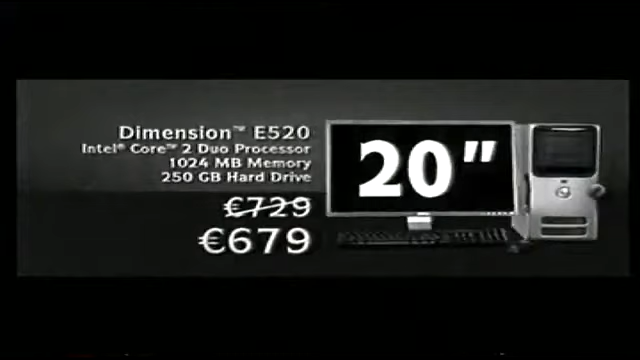 Dimension™ E520
Intel® Core™ 2 Duo Processor
1024 MB Memory
250 GB Hard Drive
€729
€679
20"